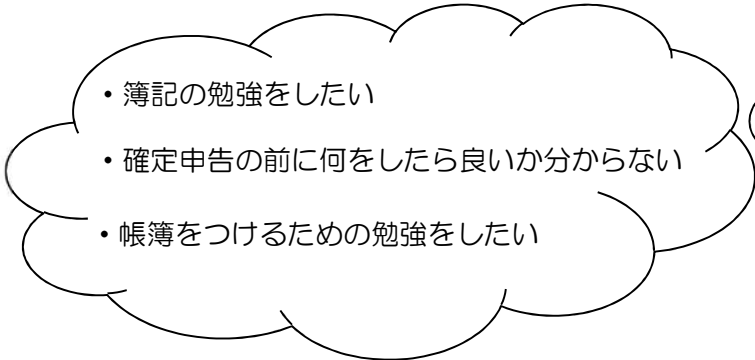 ・簿記の勉強をしたい
・確定申告の前に何をしたら良いか分からない
・帳簿をつけるための勉強をしたい